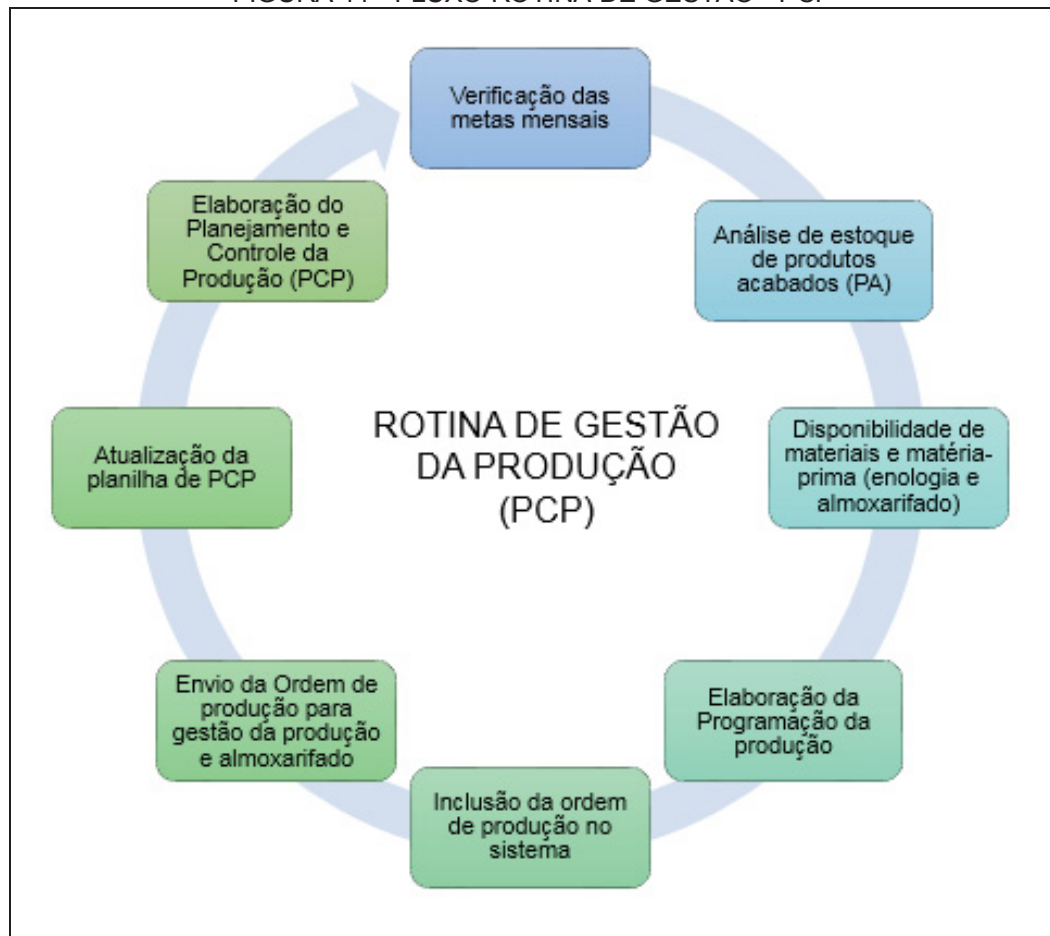 Verificação das
metas mensais
Análise de estoque
de produtos
acabados (PA)
Disponibilidade de
materiais e matéria-
prima (enologia e
almoxarifado)
Elaboração da
Programação da
produção
Inclusão da ordem
de produção no
sistema
Envio da Ordem de
produção para
gestão da produção
e almoxarifado
Atualização da
planilha de PCP
Elaboração do
Planejamento e
Controle da
Produção (PCP)
ROTINA DE GESTÃO
DA PRODUÇÃO
(PCP)